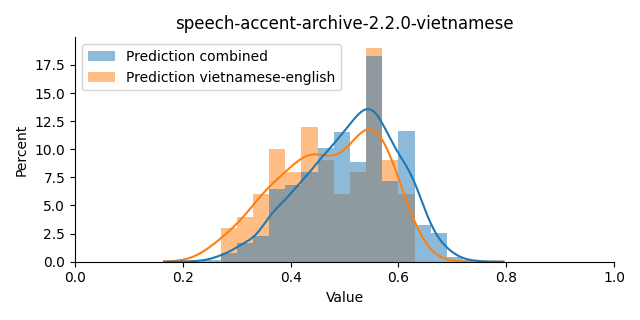 speech-accent-archive-2.2.0-vietnamese
Prediction combined
Prediction vietnamese-english
Percent
17.5
15.0
12.5
10.0
7.5
5.0
2.5
0.0
0.0 0.2 0.4 0.6 0.8 1.0
Value